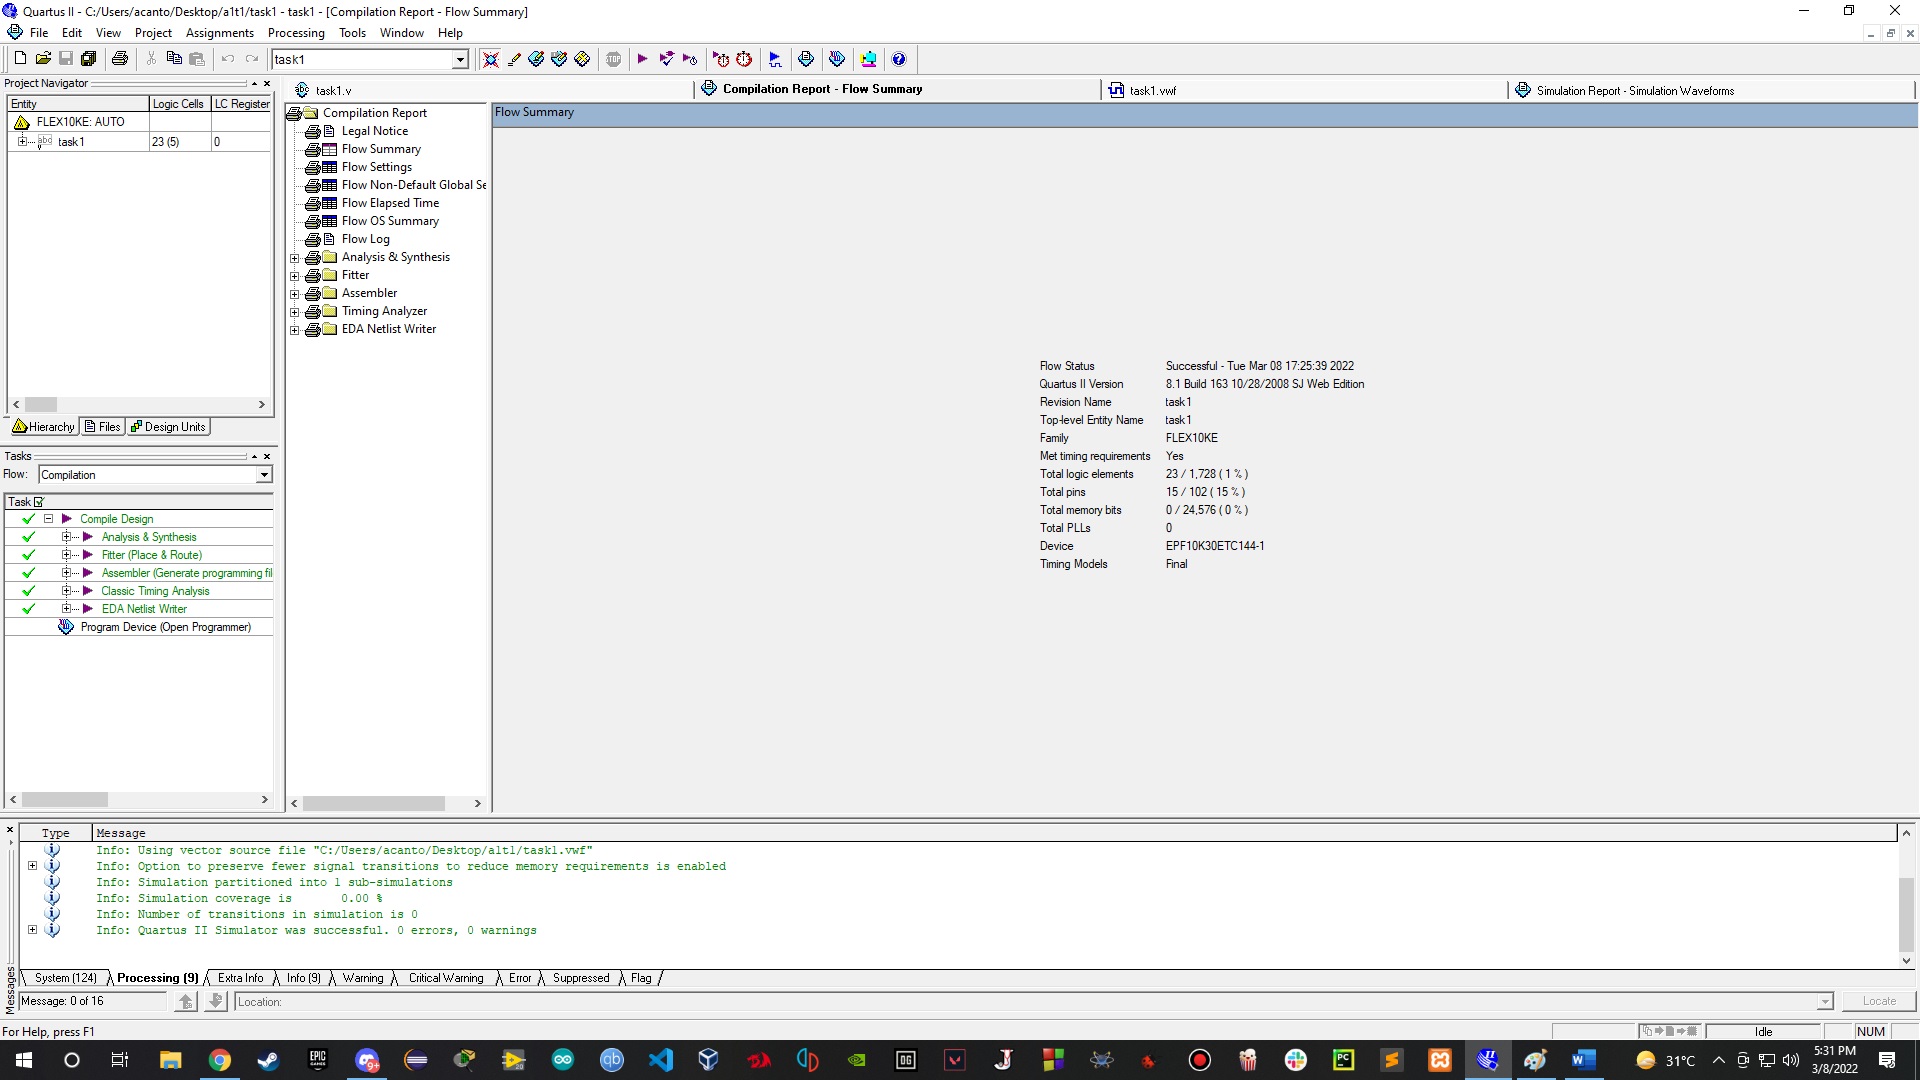 Quartus II - C:/Users/acanto/Desktop/a1t1/task1 - task1 - [Compilation Report - Flow Summary]
File Edit View Project Assignments Processing Tools Window Help
task1
Project Navigator
Entity Logic Cells LC Register
FLEX10KE: AUTO
task1 23 (5) 0
Hierarchy Files Design Units
Tasks
Flow: Compilation
Task
Compile Design
Analysis & Synthesis
Fitter (Place & Route)
Assembler (Generate programming fil
Classic Timing Analysis
EDA Netlist Writer
Program Device (Open Programmer)
task1.v
Compilation Report - Flow Summary
task1.vwf
Simulation Report - Simulation Waveforms
Compilation Report
Legal Notice
Flow Summary
Flow Settings
Flow Non-Default Global Se
Flow Elapsed Time
Flow OS Summary
Flow Log
Analysis & Synthesis
Fitter
Assembler
Timing Analyzer
EDA Netlist Writer
Flow Summary
Flow Status Successful - Tue Mar 08 17:25:39 2022
Quartus II Version 8.1 Build 163 10/28/2008 SJ Web Edition
Revision Name task1
Top-level Entity Name task1
Family FLEX10KE
Met timing requirements Yes
Total logic elements 23 / 1,728 ( 1 % )
Total pins 15 / 102 ( 15 % )
Total memory bits 0 / 24,576 ( 0 % )
Total PLLs 0
Device EPF10K30ETC144-1
Timing Models Final
Type Message
Info: Using vector source file "C:/Users/acanto/Desktop/a1t1/task1.vwf"
Info: Option to preserve fewer signal transitions to reduce memory requirements is enabled
Info: Simulation partitioned into 1 sub-simulations
Info: Simulation coverage is 0.00 %
Info: Number of transitions in simulation is 0
Info: Quartus II Simulator was successful. 0 errors, 0 warnings
System (124) Processing (9) Extra Info Info (9) Warning Critical Warning Error Suppressed Flag
Messages
Message: 0 of 16
Location:
Locate
For Help, press F1
Idle
NUM
31°C
5:31 PM
3/8/2022